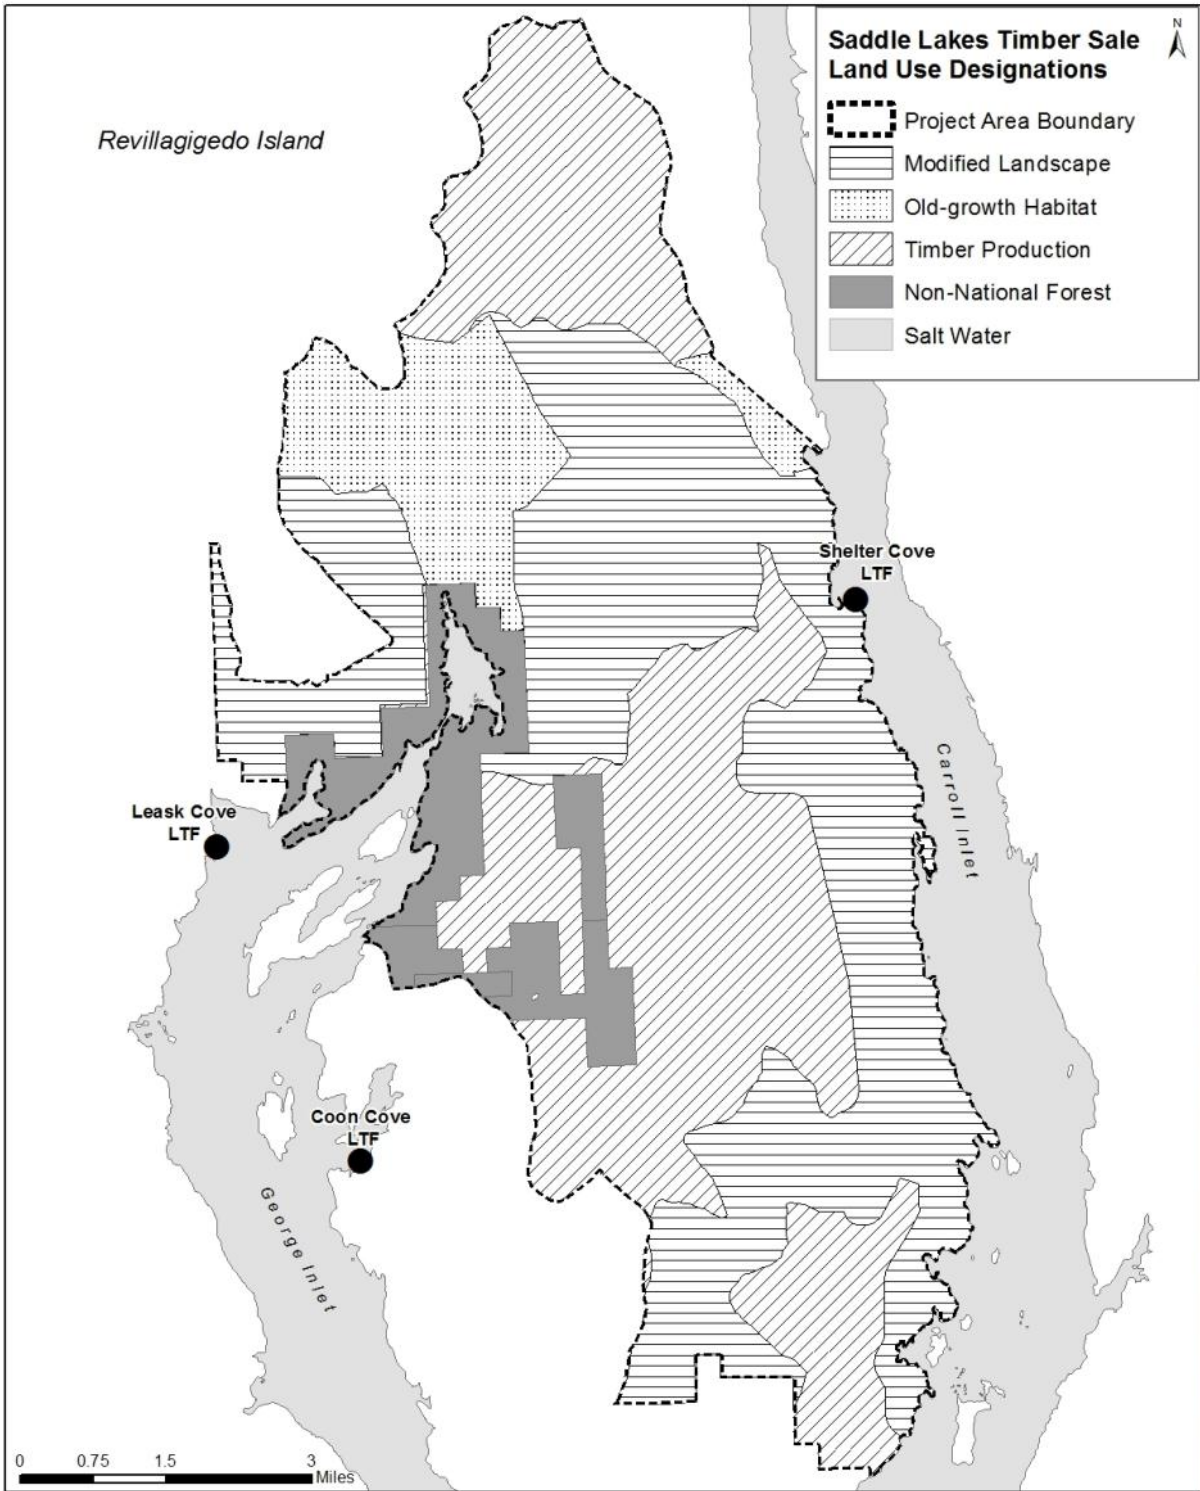 Saddle Lakes Timber Sale
Land Use Designations
N
Project Area Boundary
Modified Landscape
Old-growth Habitat
Timber Production
Non-National Forest
Salt Water
Revillagigedo Island
Shelter Cove
LTF
Carroll Inlet
Leask Cove
LTF
Coon Cove
LTF
George Inlet
0 0.75 1.5 3
Miles